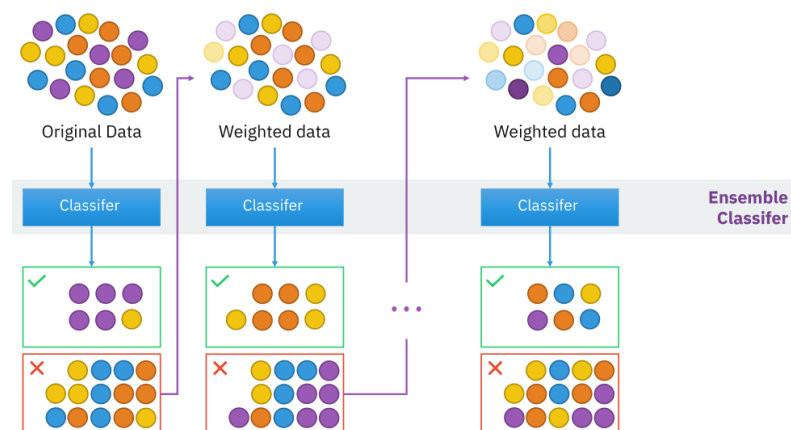 Original Data
Weighted data
Weighted data
Classifer
Classifer
Classifer
Ensemble
Classifer
...